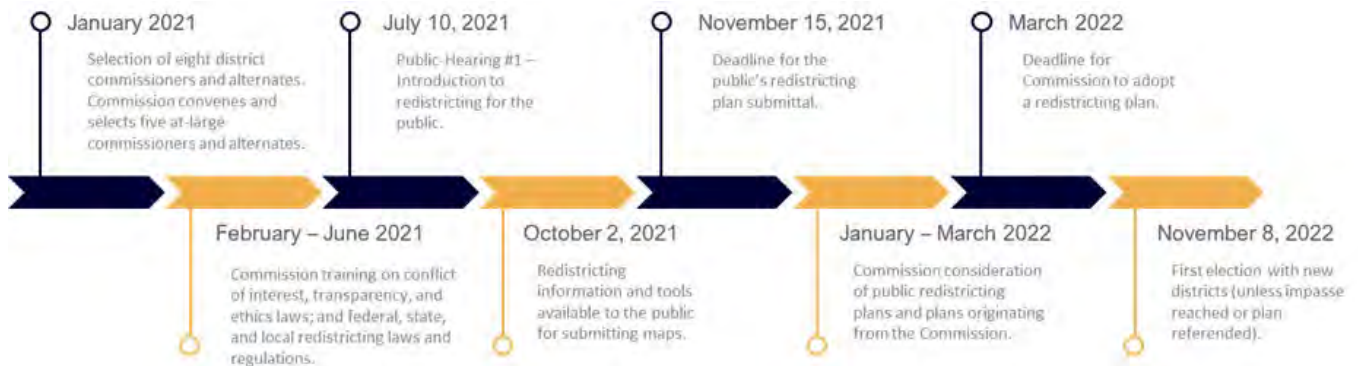 January 2021
Selection of eight district
commissioners and alternates.
Commission convenes and
selects five at-large
commissioners and alternates.
February – June 2021
Commission training on conflict
of interest, transparency, and
ethics laws; and federal, state,
and local redistricting laws and
regulations.
July 10, 2021
Public Hearing #1 –
Introduction to
redistricting for the
public.
October 2, 2021
Redistricting
information and tools
available to the public
for submitting maps.
November 15, 2021
Deadline for the
public's redistricting
plan submittal.
January – March 2022
Commission consideration
of public redistricting
plans and plans originating
from the Commission.
March 2022
Deadline for
Commission to adopt
a redistricting plan.
November 8, 2022
First election with new
districts (unless impasse
reached or plan
referended).